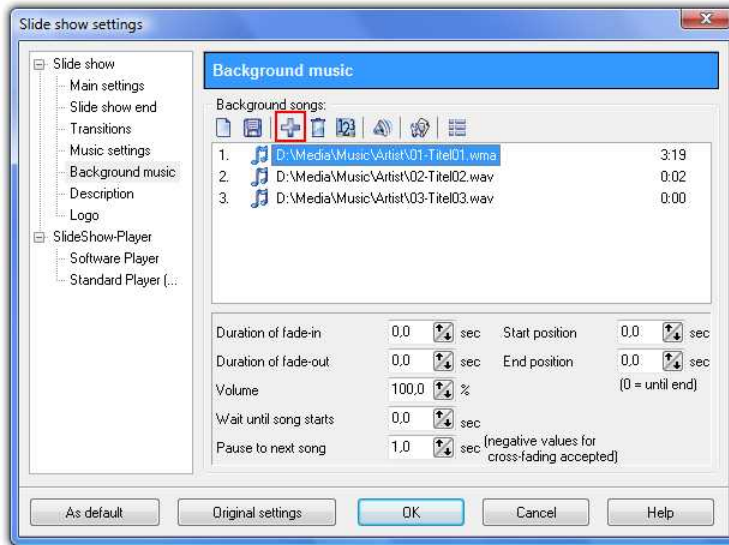 Slide show settings
Slide show
Main settings
Slide show end
Transitions
Music settings
Background music
Description
Logo
SlideShow-Player
Software Player
Standard Player (...
Background music
Background songs:
1. D:\Media\Music\Artist\01-Titel01.wma 3:19
2. D:\Media\Music\Artist\02-Titel02.wav 0:02
3. D:\Media\Music\Artist\03-Titel03.wav 0:00
Duration of fade-in 0,0 sec Start position 0,0 sec
Duration of fade-out 0,0 sec End position 0,0 sec
Volume 100,0 % (0 = until end)
Wait until song starts 0,0 sec
Pause to next song 1,0 sec (negative values for
cross-fading accepted)
As default Original settings OK Cancel Help